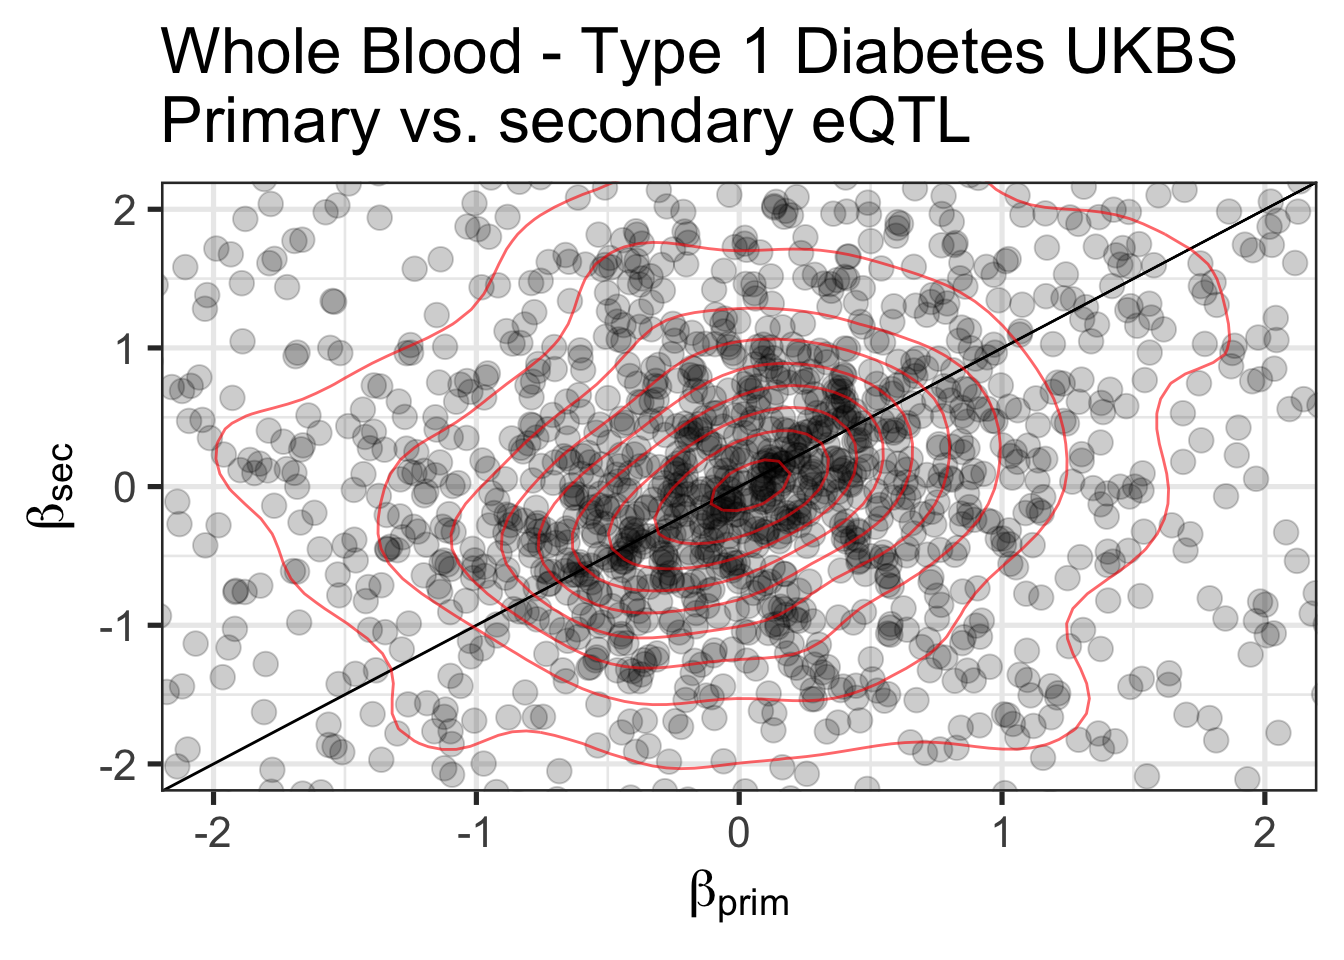 Whole Blood - Type 1 Diabetes UKBS
Primary vs. secondary eQTL
2
1
0
-1
-2
βsec
-2 -1 0 1 2
βprim